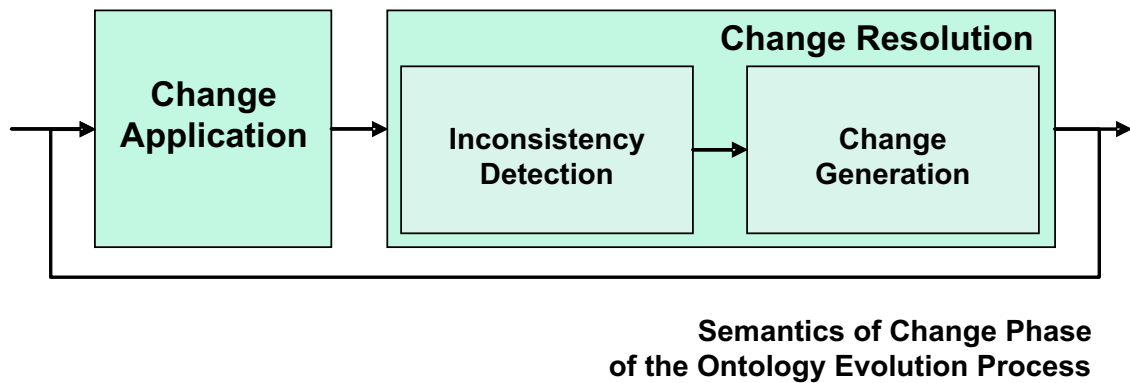 Change
Application
Change Resolution
Inconsistency
Detection
Change
Generation
Semantics of Change Phase
of the Ontology Evolution Process